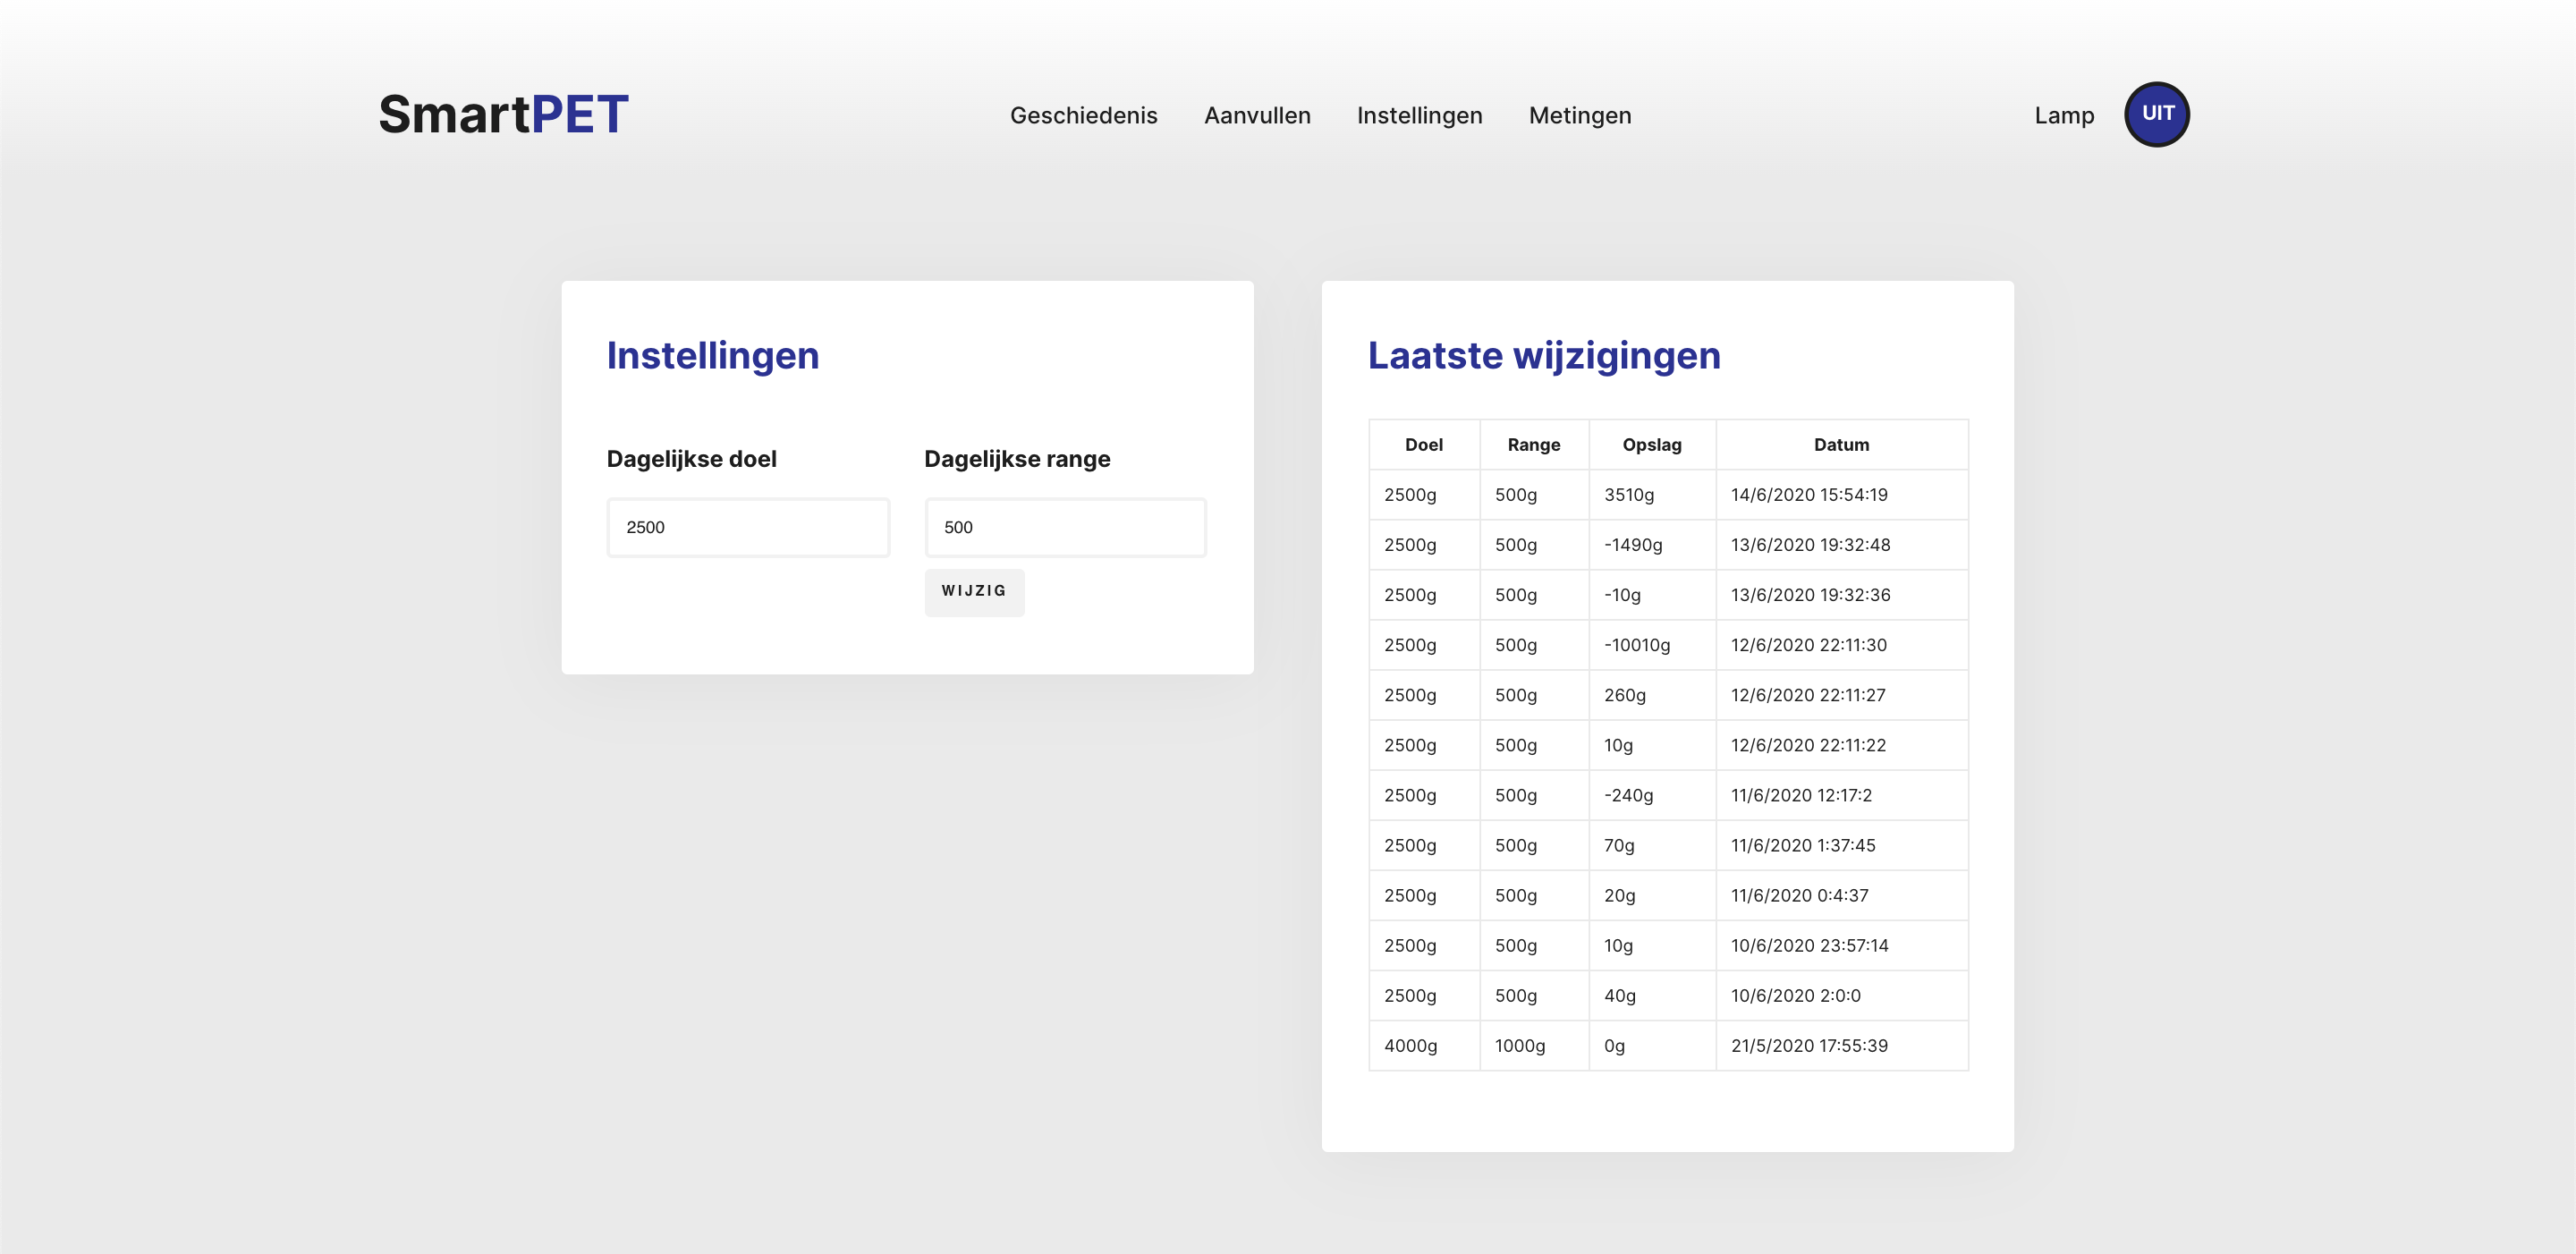 SmartPET
Geschiedenis Aanvullen Instellingen Metingen
Lamp UIT
Instellingen
Dagelijkse doel Dagelijkse range
2500 500
WIJZIG
Laatste wijzigingen
Doel Range Opslag Datum
2500g 500g 3510g 14/6/2020 15:54:19
2500g 500g -1490g 13/6/2020 19:32:48
2500g 500g -10g 13/6/2020 19:32:36
2500g 500g -10010g 12/6/2020 22:11:30
2500g 500g 260g 12/6/2020 22:11:27
2500g 500g 10g 12/6/2020 22:11:22
2500g 500g -240g 11/6/2020 12:17:2
2500g 500g 70g 11/6/2020 1:37:45
2500g 500g 20g 11/6/2020 0:4:37
2500g 500g 10g 10/6/2020 23:57:14
2500g 500g 40g 10/6/2020 2:0:0
4000g 1000g 0g 21/5/2020 17:55:39